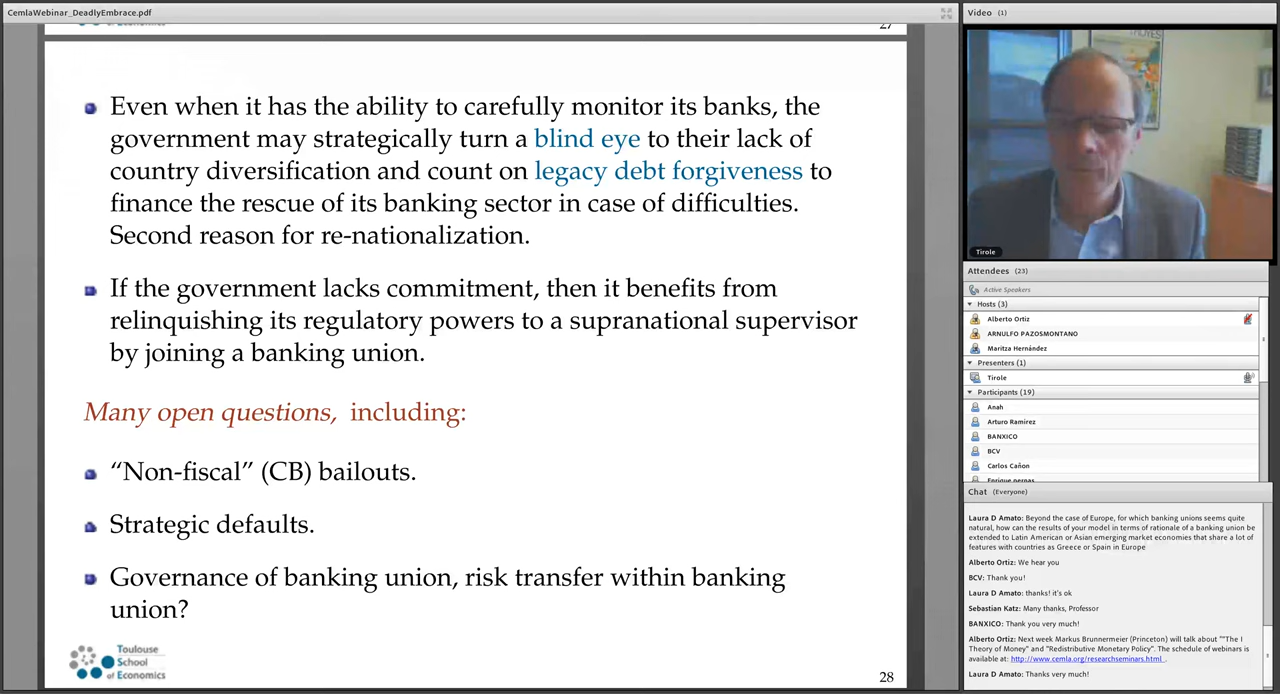 CemlaWebinar_DeadlyEmbrace.pdf
27
Even when it has the ability to carefully monitor its banks, the
government may strategically turn a blind eye to their lack of
country diversification and count on legacy debt forgiveness to
finance the rescue of its banking sector in case of difficulties.
Second reason for re-nationalization.
If the government lacks commitment, then it benefits from
relinquishing its regulatory powers to a supranational supervisor
by joining a banking union.
Many open questions, including:
“Non-fiscal” (CB) bailouts.
Strategic defaults.
Governance of banking union, risk transfer within banking
union?
Toulouse
School
of Economics
28
Video (1)
Tirole
Attendees (23)
Active Speakers
Hosts (3)
Alberto Ortiz
ARNULFO PAZOSMONTANO
Maritza Hernández
Presenters (1)
Tirole
Participants (19)
Anah
Arturo Ramirez
BANXICO
BCV
Carlos Cañon
Chat (Everyone)
Laura D Amato: Beyond the case of Europe, for which banking unions seems quite
natural, how can the results of your model in terms of rationale of a banking union be
extended to Latin American or Asian emerging market economies that share a lot of
features with countries as Greece or Spain in Europe
Alberto Ortiz: We hear you
BCV: Thank you!
Laura D Amato: thanks! it's ok
Sebastian Katz: Many thanks, Professor
BANXICO: Thank you very much!
Alberto Ortiz: Next week Markus Brunnermeier (Princeton) will talk about ""The I
Theory of Money" and "Redistributive Monetary Policy". The schedule of webinars is
available at: http://www.cemla.org/researchseminars.html .
Laura D Amato: Thanks very much!